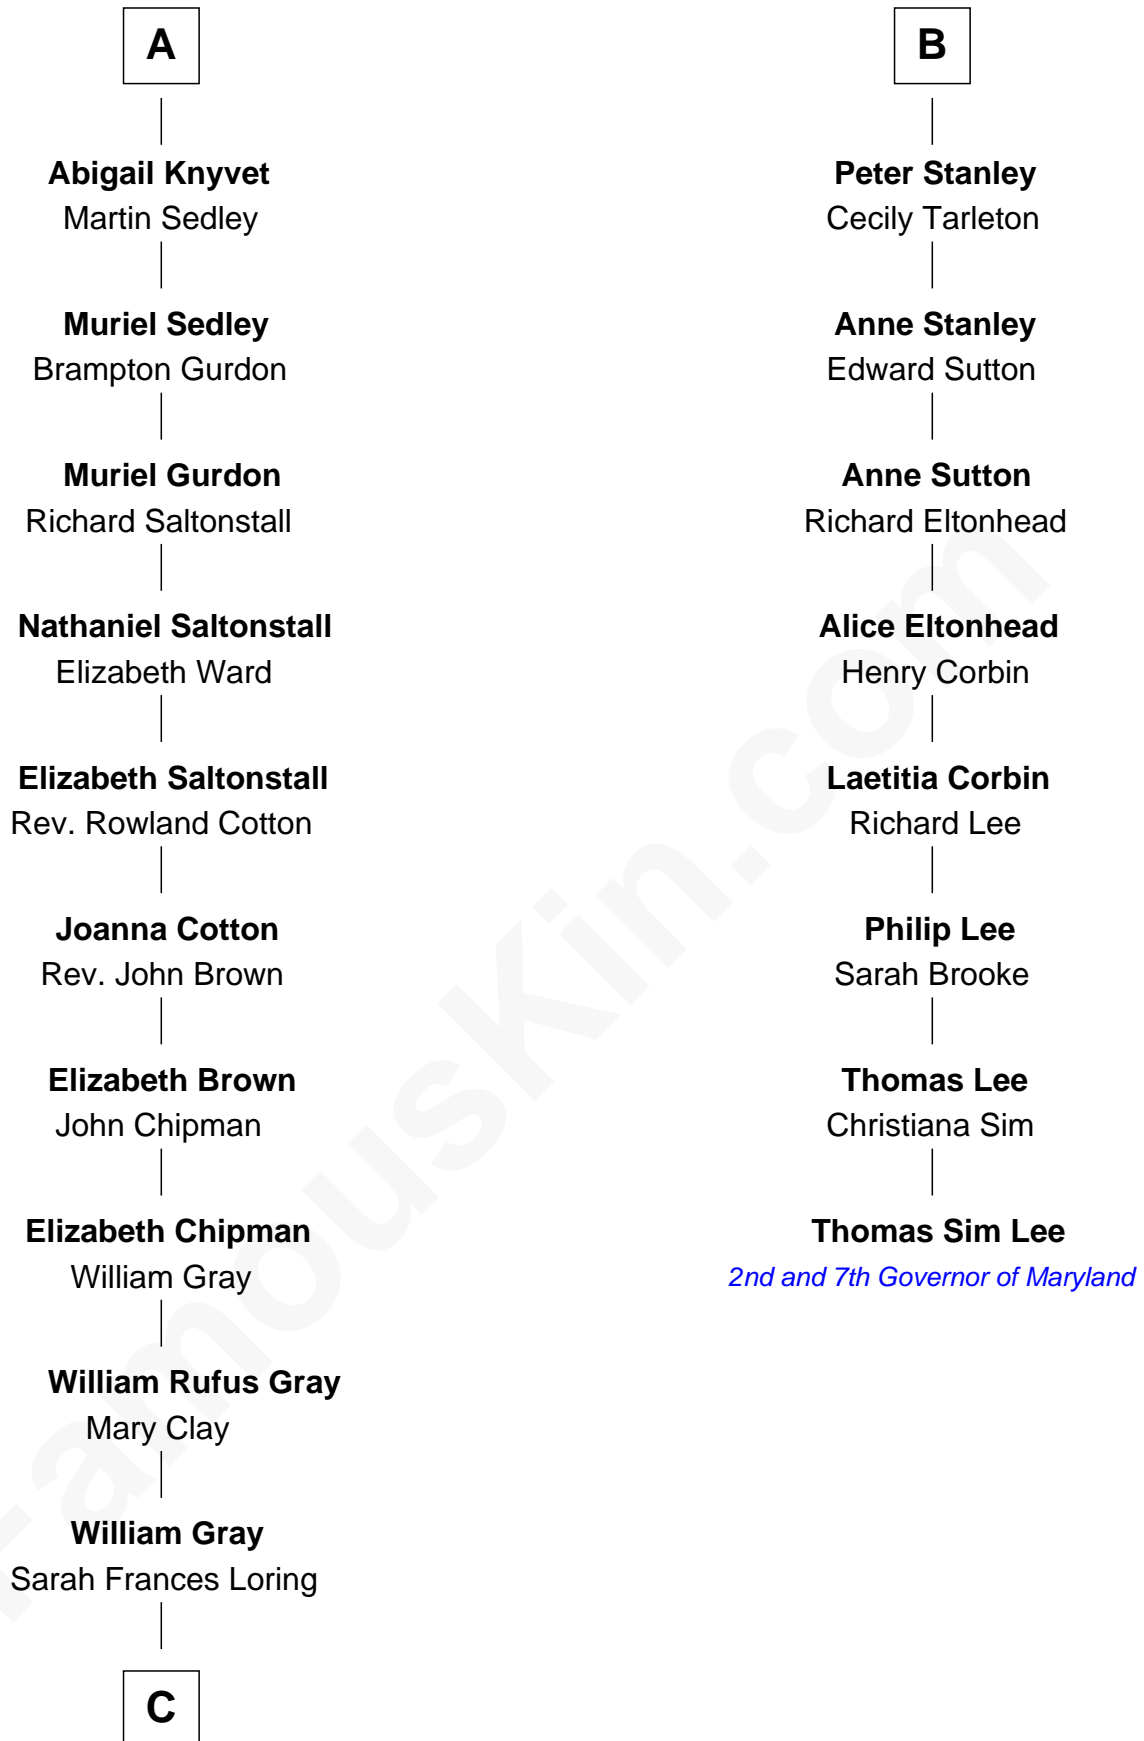 A
Abigail Knyvet
Martin Sedley
Muriel Sedley
Brampton Gurdon
Muriel Gurdon
Richard Saltonstall
Nathaniel Saltonstall
Elizabeth Ward
Elizabeth Saltonstall
Rev. Rowland Cotton
Joanna Cotton
Rev. John Brown
Elizabeth Brown
John Chipman
Elizabeth Chipman
William Gray
William Rufus Gray
Mary Clay
William Gray
Sarah Frances Loring
C
B
Peter Stanley
Cecily Tarleton
Anne Stanley
Edward Sutton
Anne Sutton
Richard Eltonhead
Alice Eltonhead
Henry Corbin
Laetitia Corbin
Richard Lee
Philip Lee
Sarah Brooke
Thomas Lee
Christiana Sim
Thomas Sim Lee
2nd and 7th Governor of Maryland
FamousKin.com